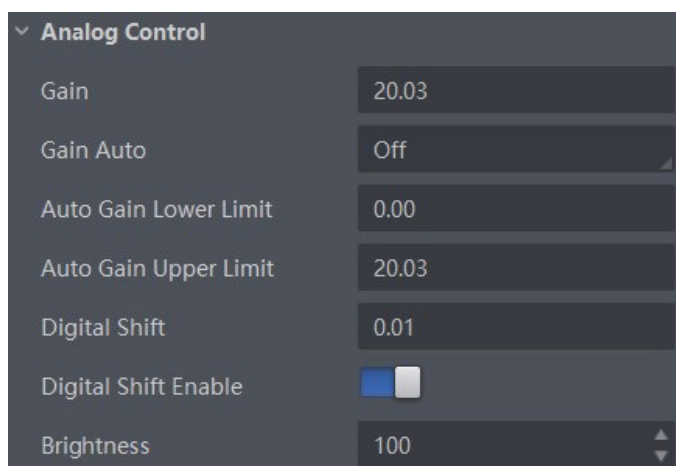 Analog Control
Gain 20.03
Gain Auto Off
Auto Gain Lower Limit 0.00
Auto Gain Upper Limit 20.03
Digital Shift 0.01
Digital Shift Enable
Brightness 100